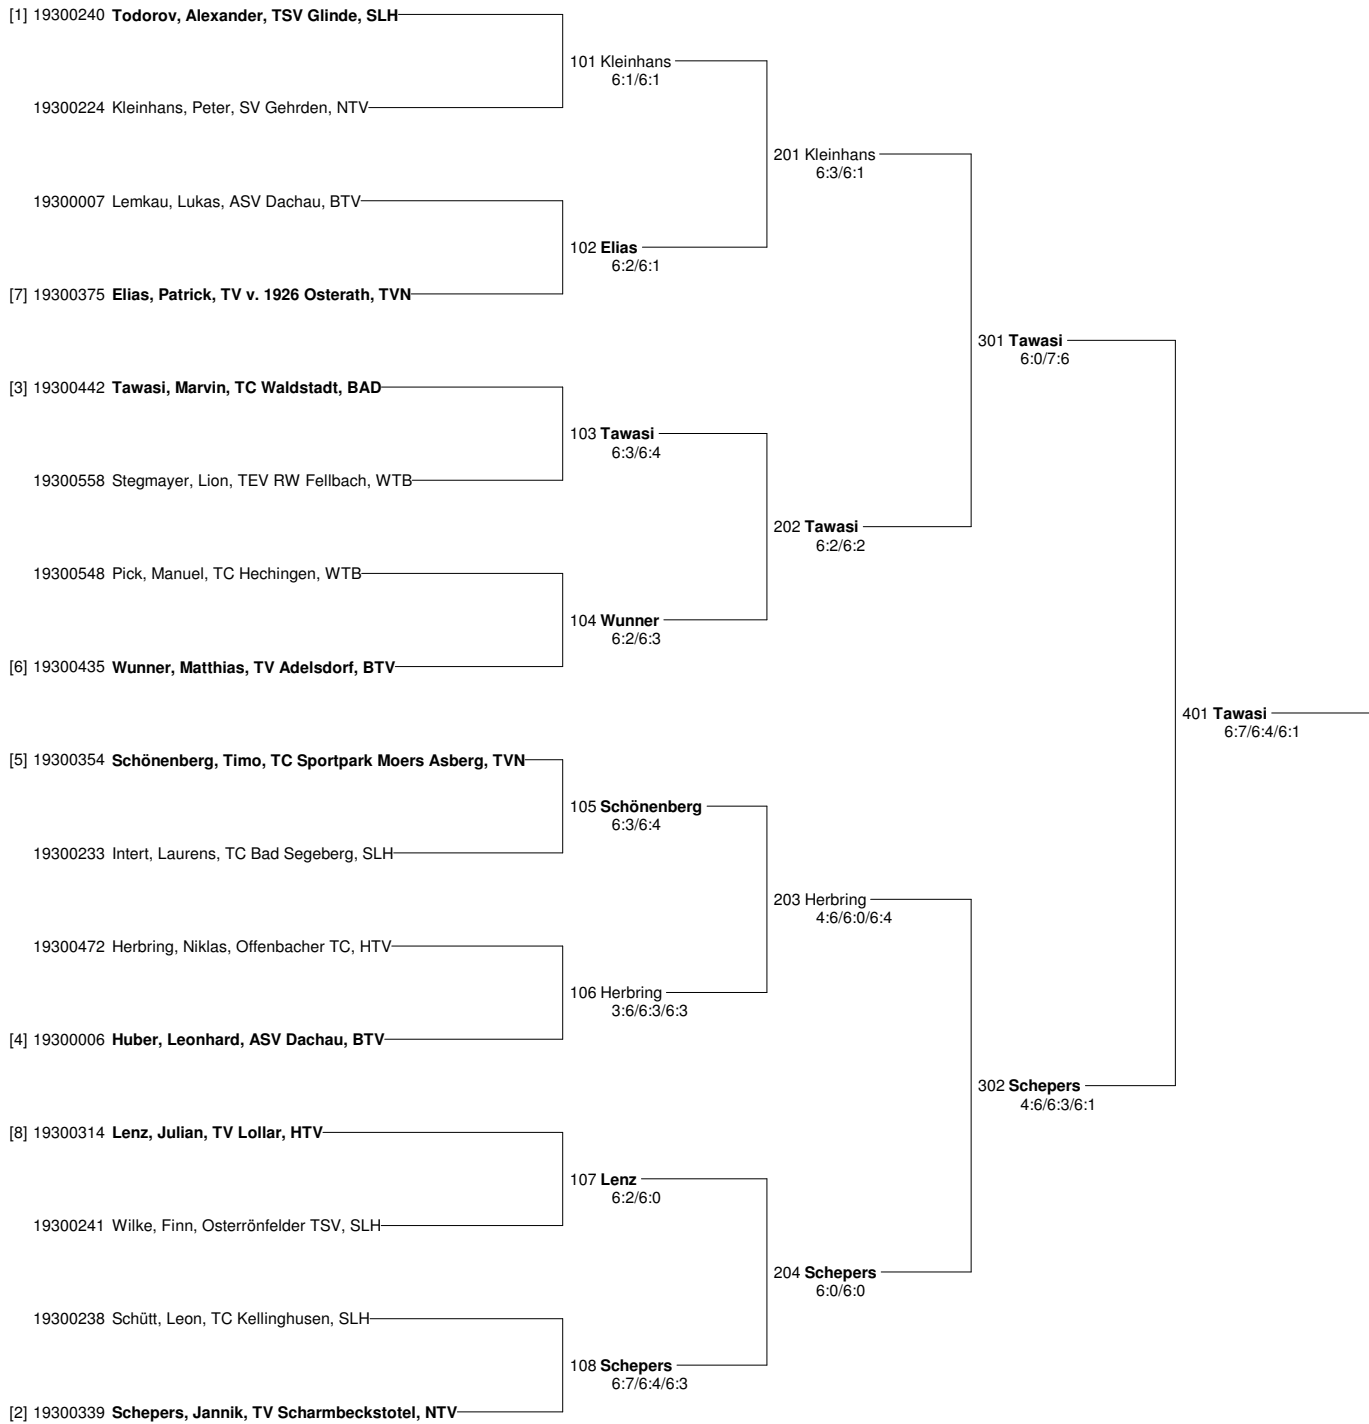 [1] 19300240 Todorov, Alexander, TSV Glinde, SLH
101 Kleinhans
6:1/6:1
19300224 Kleinhans, Peter, SV Gehrden, NTV
201 Kleinhans
6:3/6:1
19300007 Lemkau, Lukas, ASV Dachau, BTV
102 Elias
6:2/6:1
[7] 19300375 Elias, Patrick, TV v. 1926 Osterath, TVN
301 Tawasi
6:0/7:6
[3] 19300442 Tawasi, Marvin, TC Waldstadt, BAD
103 Tawasi
6:3/6:4
19300558 Stegmayer, Lion, TEV RW Fellbach, WTB
202 Tawasi
6:2/6:2
19300548 Pick, Manuel, TC Hechingen, WTB
104 Wunner
6:2/6:3
[6] 19300435 Wunner, Matthias, TV Adelsdorf, BTV
401 Tawasi
6:7/6:4/6:1
[5] 19300354 Schönenberg, Timo, TC Sportpark Moers Asberg, TVN
105 Schönenberg
6:3/6:4
19300233 Intert, Laurens, TC Bad Segeberg, SLH
203 Herbring
4:6/6:0/6:4
19300472 Herbring, Niklas, Offenbacher TC, HTV
106 Herbring
3:6/6:3/6:3
[4] 19300006 Huber, Leonhard, ASV Dachau, BTV
302 Schepers
4:6/6:3/6:1
[8] 19300314 Lenz, Julian, TV Lollar, HTV
107 Lenz
6:2/6:0
19300241 Wilke, Finn, Osterrönfelder TSV, SLH
204 Schepers
6:0/6:0
19300238 Schütt, Leon, TC Kellinghusen, SLH
108 Schepers
6:7/6:4/6:3
[2] 19300339 Schepers, Jannik, TV Scharmbeckstotel, NTV